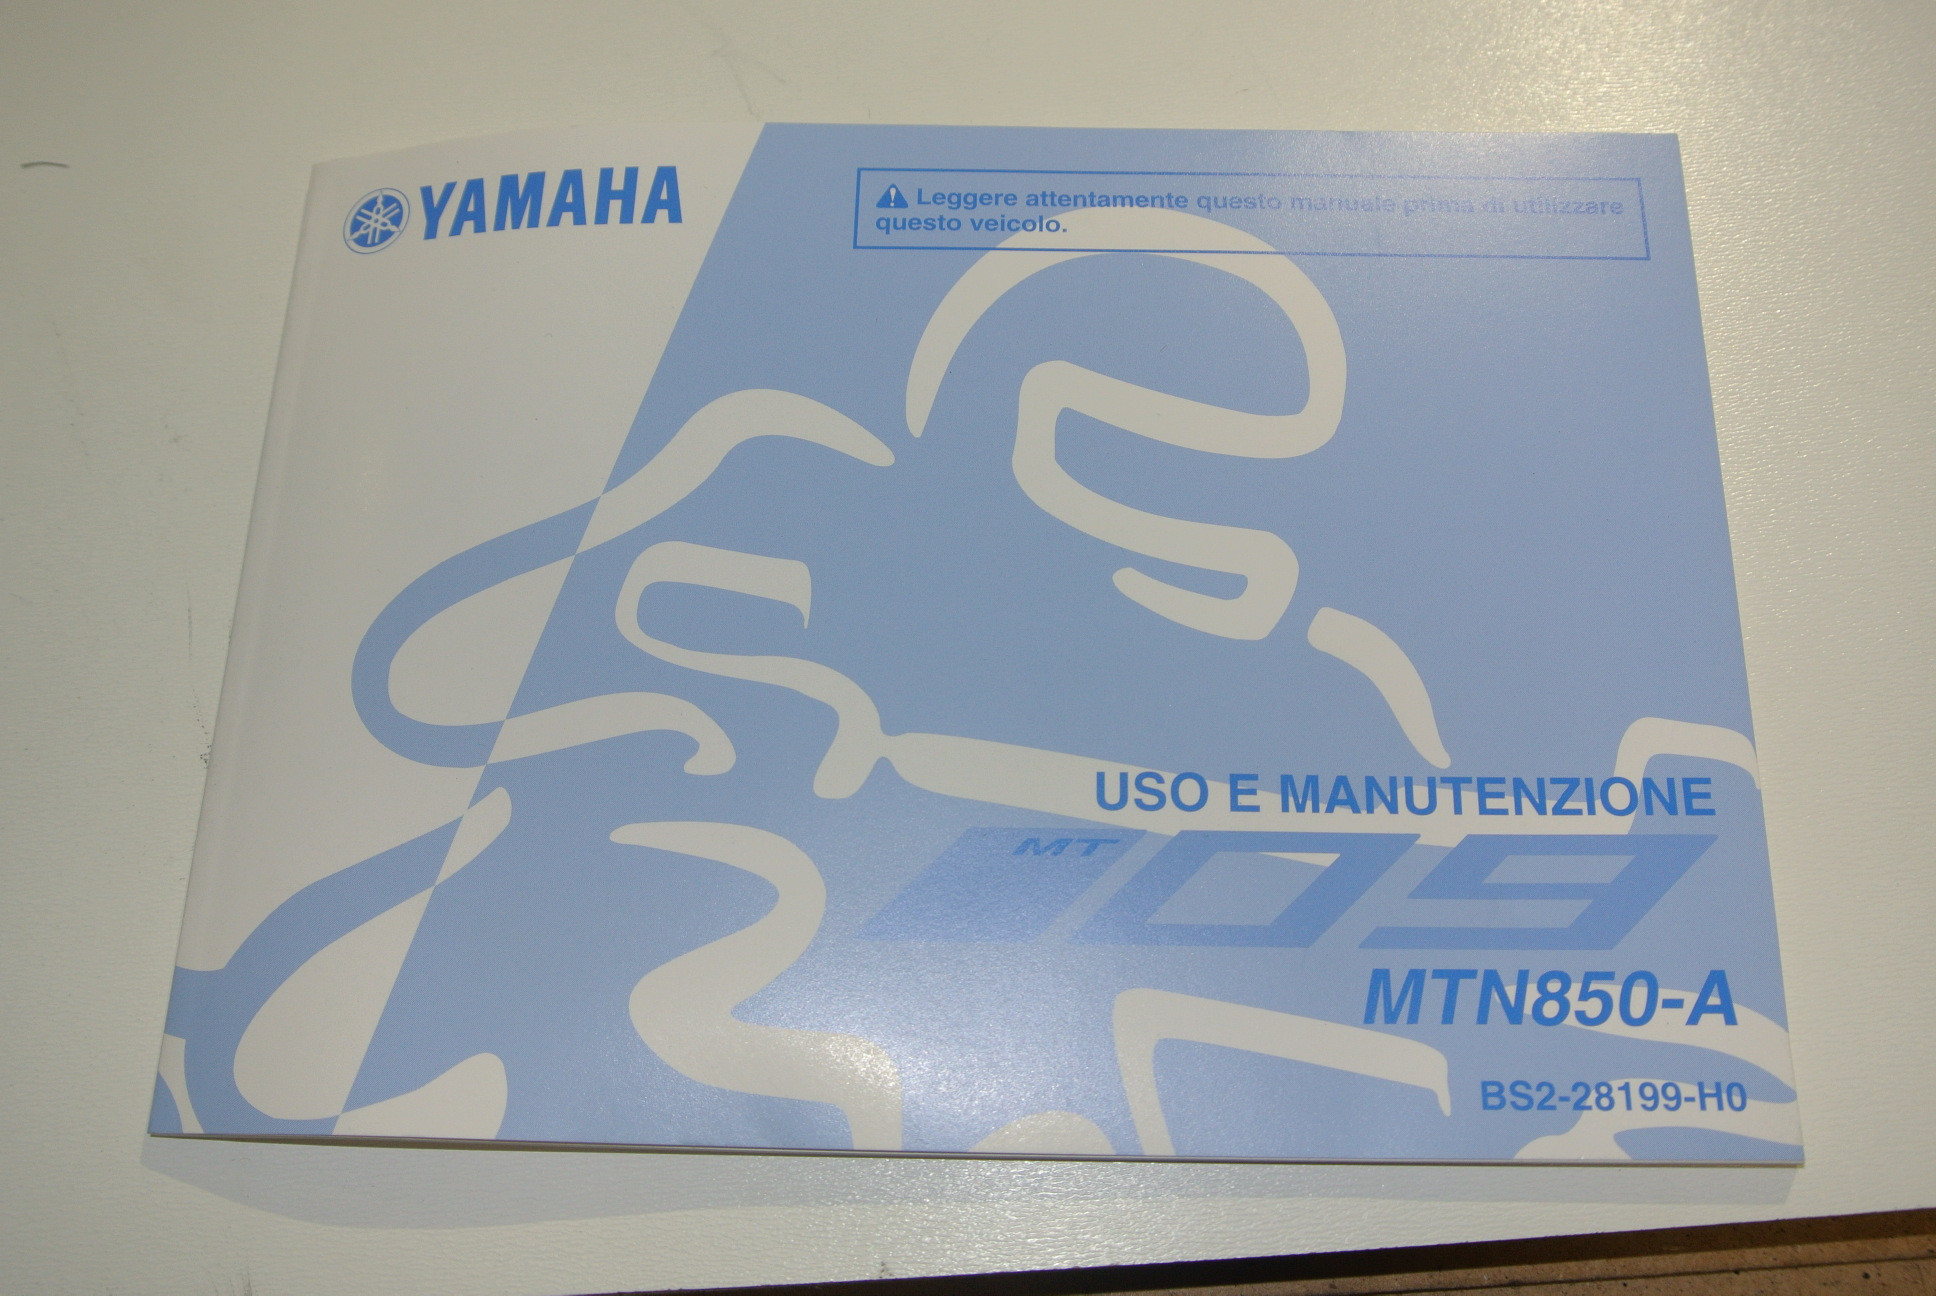 YAMAHA
Leggere attentamente questo manuale prima di utilizzare
questo veicolo.
USO E MANUTENZIONE
MT
09
MTN850-A
BS2-28199-H0